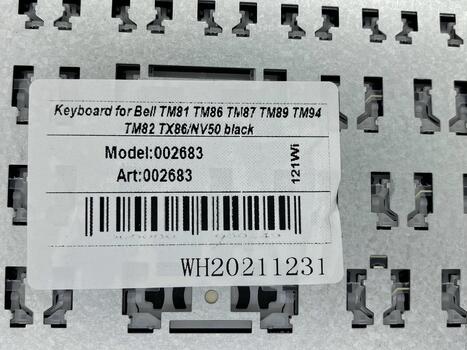 Keyboard for Bell TM81 TM86 TM87 TM89 TM94
TM82 TX86/NV50 black
Model:002683
Art:002683
121Wi
WH20211231